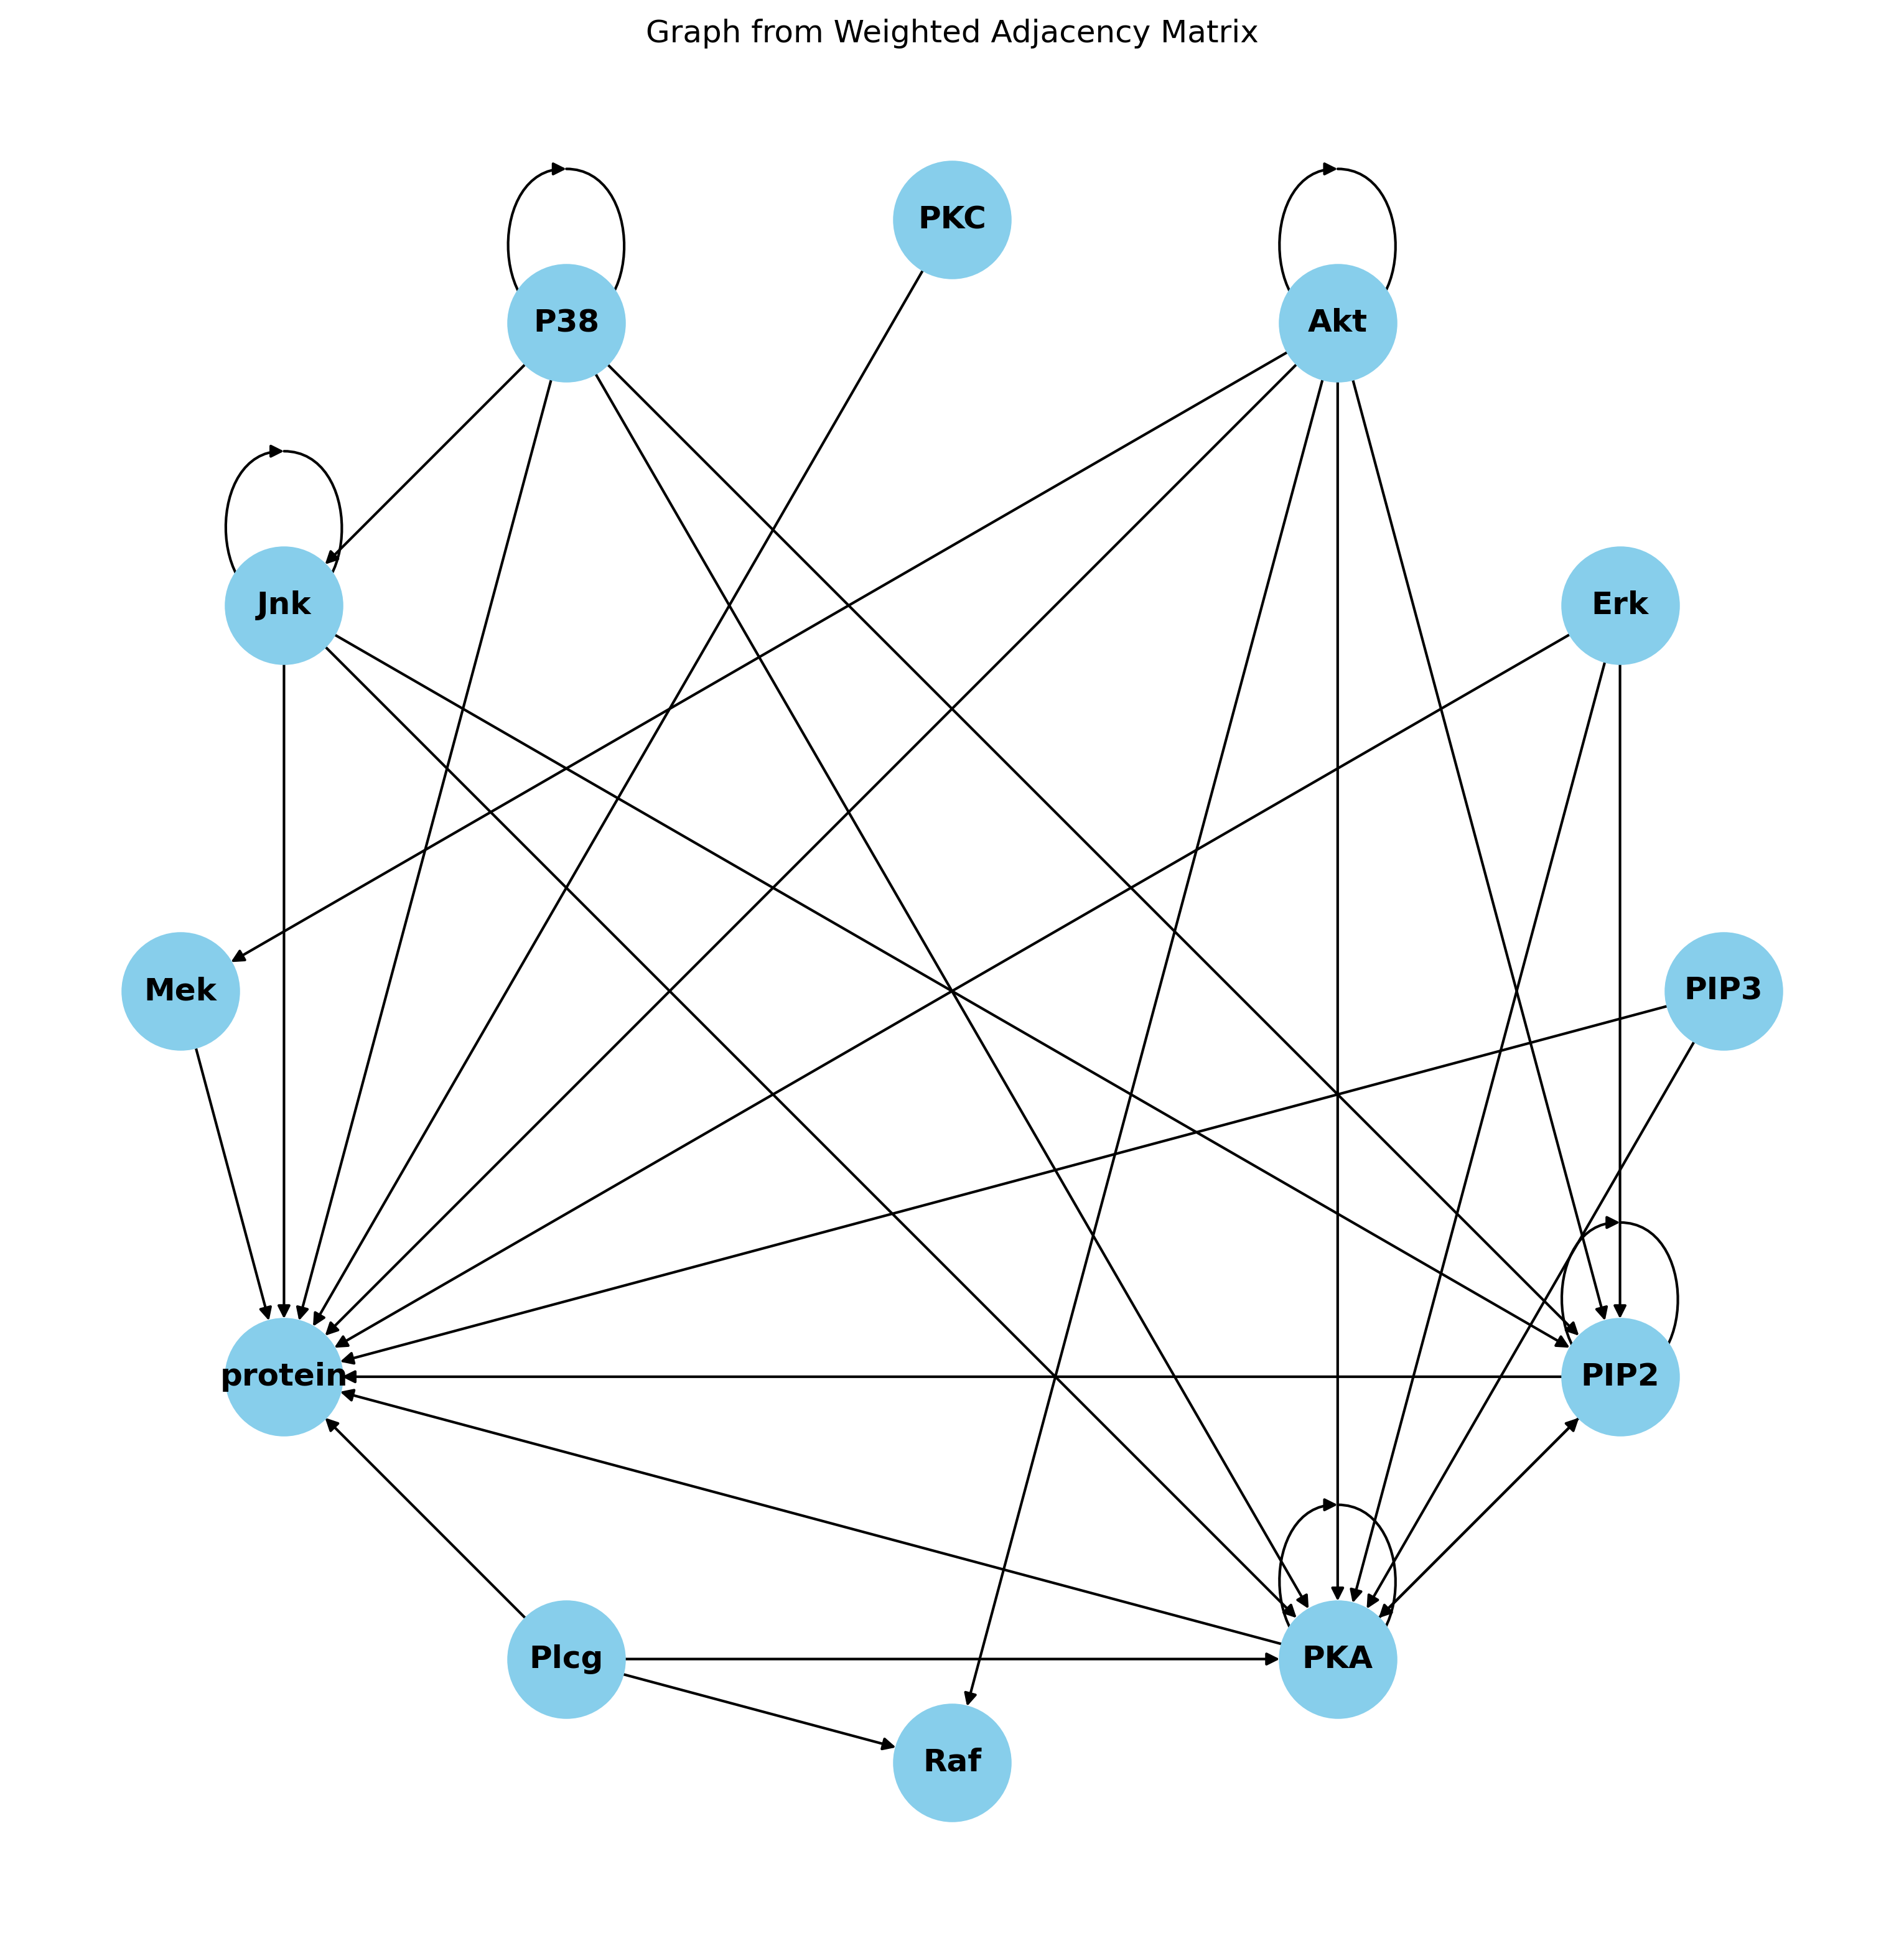 Graph from Weighted Adjacency Matrix
PKC
P38
Akt
Jnk
Erk
Mek
PIP3
protein
PIP2
Plcg
PKA
Raf